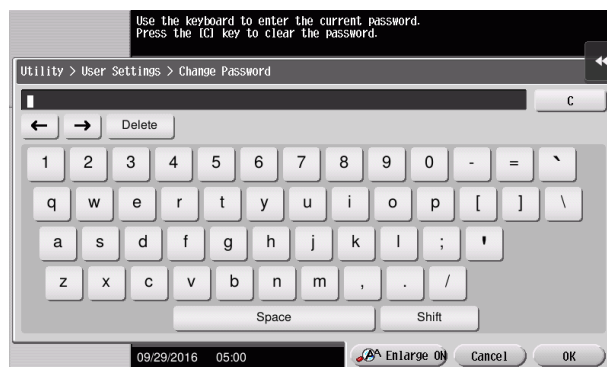 Use the keyboard to enter the current password.
Press the [C] key to clear the password.
Utility > User Settings > Change Password
C
← → Delete
1 2 3 4 5 6 7 8 9 0 - = `
q w e r t y u i o p [ ] \
a s d f g h j k l ; '
z x c v b n m , . /
Space Shift
09/29/2016 05:00 Enlarge ON Cancel OK